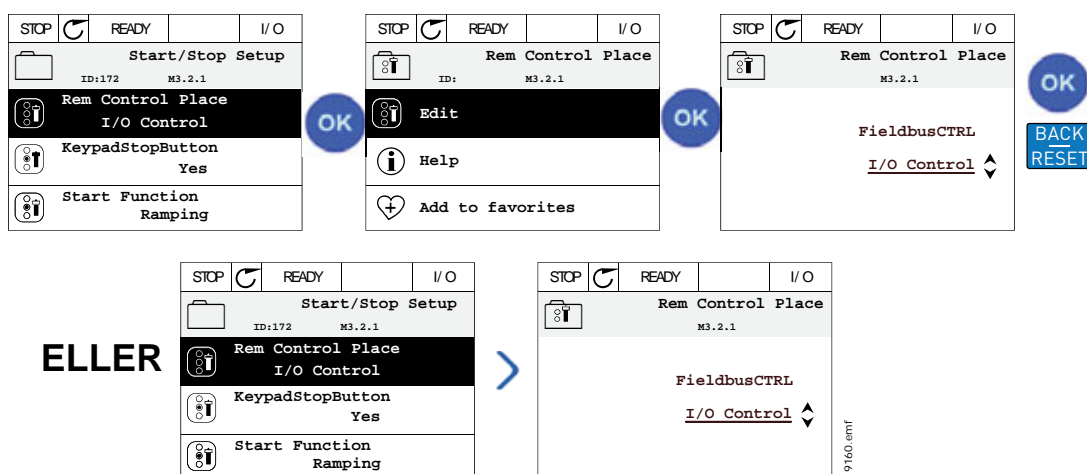 STOP READY I/O
Start/Stop Setup
ID:172 M3.2.1
Rem Control Place
I/O Control
KeypadStopButton
Yes
Start Function
Ramping
OK
STOP READY I/O
Rem Control Place
ID: M3.2.1
Edit
Help
Add to favorites
OK
STOP READY I/O
Rem Control Place
M3.2.1
FieldbusCTRL
I/O Control
OK
BACK
RESET
ELLER
STOP READY I/O
Start/Stop Setup
ID:172 M3.2.1
Rem Control Place
I/O Control
KeypadStopButton
Yes
Start Function
Ramping
STOP READY I/O
Rem Control Place
M3.2.1
FieldbusCTRL
I/O Control
9160.emf